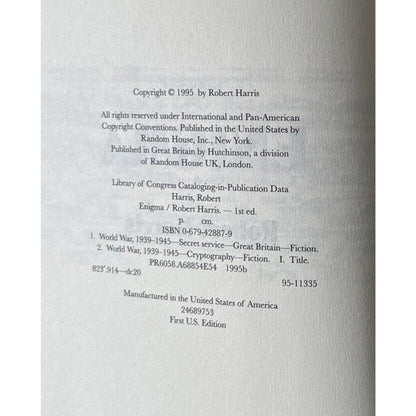 Copyright © 1995 by Robert Harris
All rights reserved under International and Pan-American
Copyright Conventions. Published in the United States by
Random House, Inc., New York.
Published in Great Britain by Hutchinson, a division
of Random House UK, London.
Library of Congress Cataloging-in-Publication Data
Harris, Robert
Enigma / Robert Harris. — 1st ed.
p. cm.
ISBN 0-679-42887-9
1. World War, 1939–1945—Secret service—Great Britain—Fiction.
2. World War, 1939–1945—Cryptography—Fiction. I. Title.
PR6058.A68854E54 1995b
823'.914—dc20 95-11335
Manufactured in the United States of America
24689753
First U.S. Edition